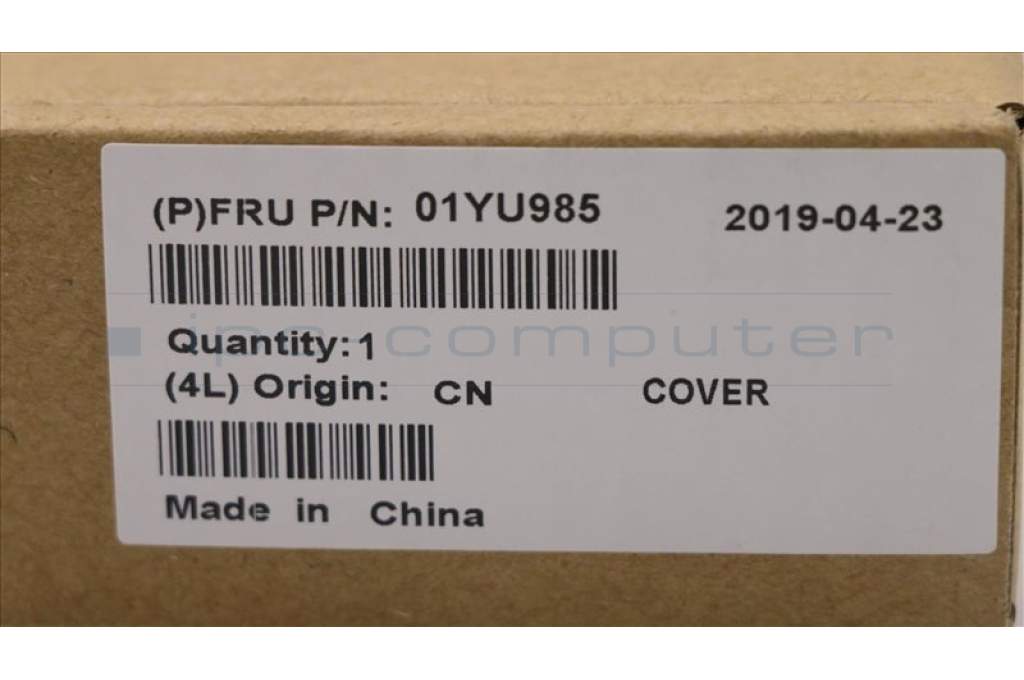 (P)FRU P/N: 01YU985 2019-04-23
ipc computer
Quantity:1
(4L) Origin: CN COVER
Made in China